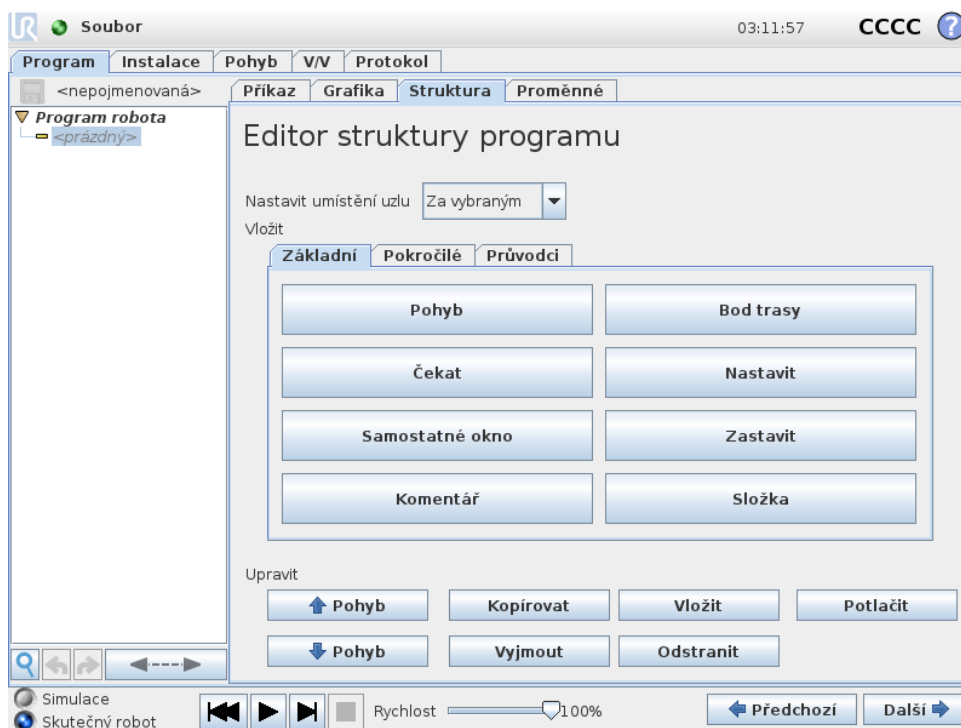 UR Soubor 03:11:57 CCCC ?
Program Instalace Pohyb V/V Protokol
<nepojmenovaná> Příkaz Grafika Struktura Proměnné
Program robota
<prázdný>
Editor struktury programu
Nastavit umístění uzlu Za vybraným
Vložit
Základní Pokročilé Průvodci
Pohyb Bod trasy
Čekat Nastavit
Samostatné okno Zastavit
Komentář Složka
Upravit
Pohyb Kopírovat Vložit Potlačit
Pohyb Vyjmout Odstranit
Simulace
Skutečný robot Rychlost 100% Předchozí Další